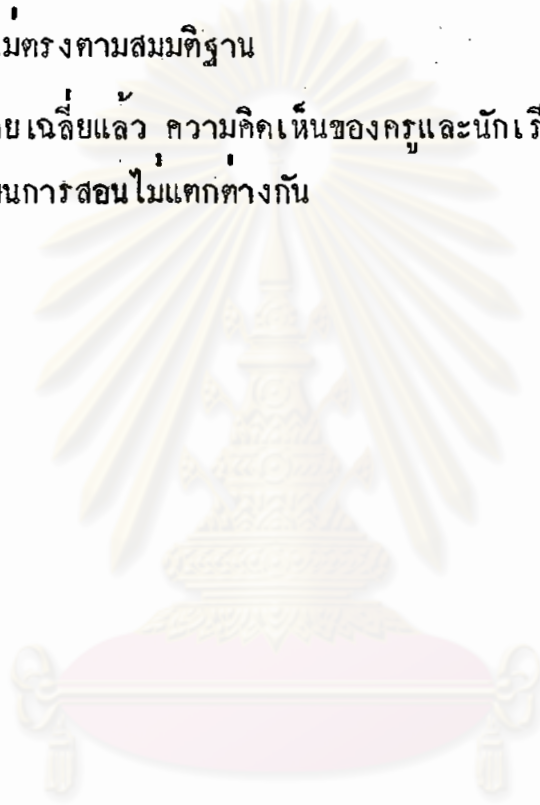 ม่ตรงตามสมมติฐาน
ยเฉลี่ยแล้ว ความคิดเห็นของครูและนักเรี
นการสอนไม่แตกต่างกัน